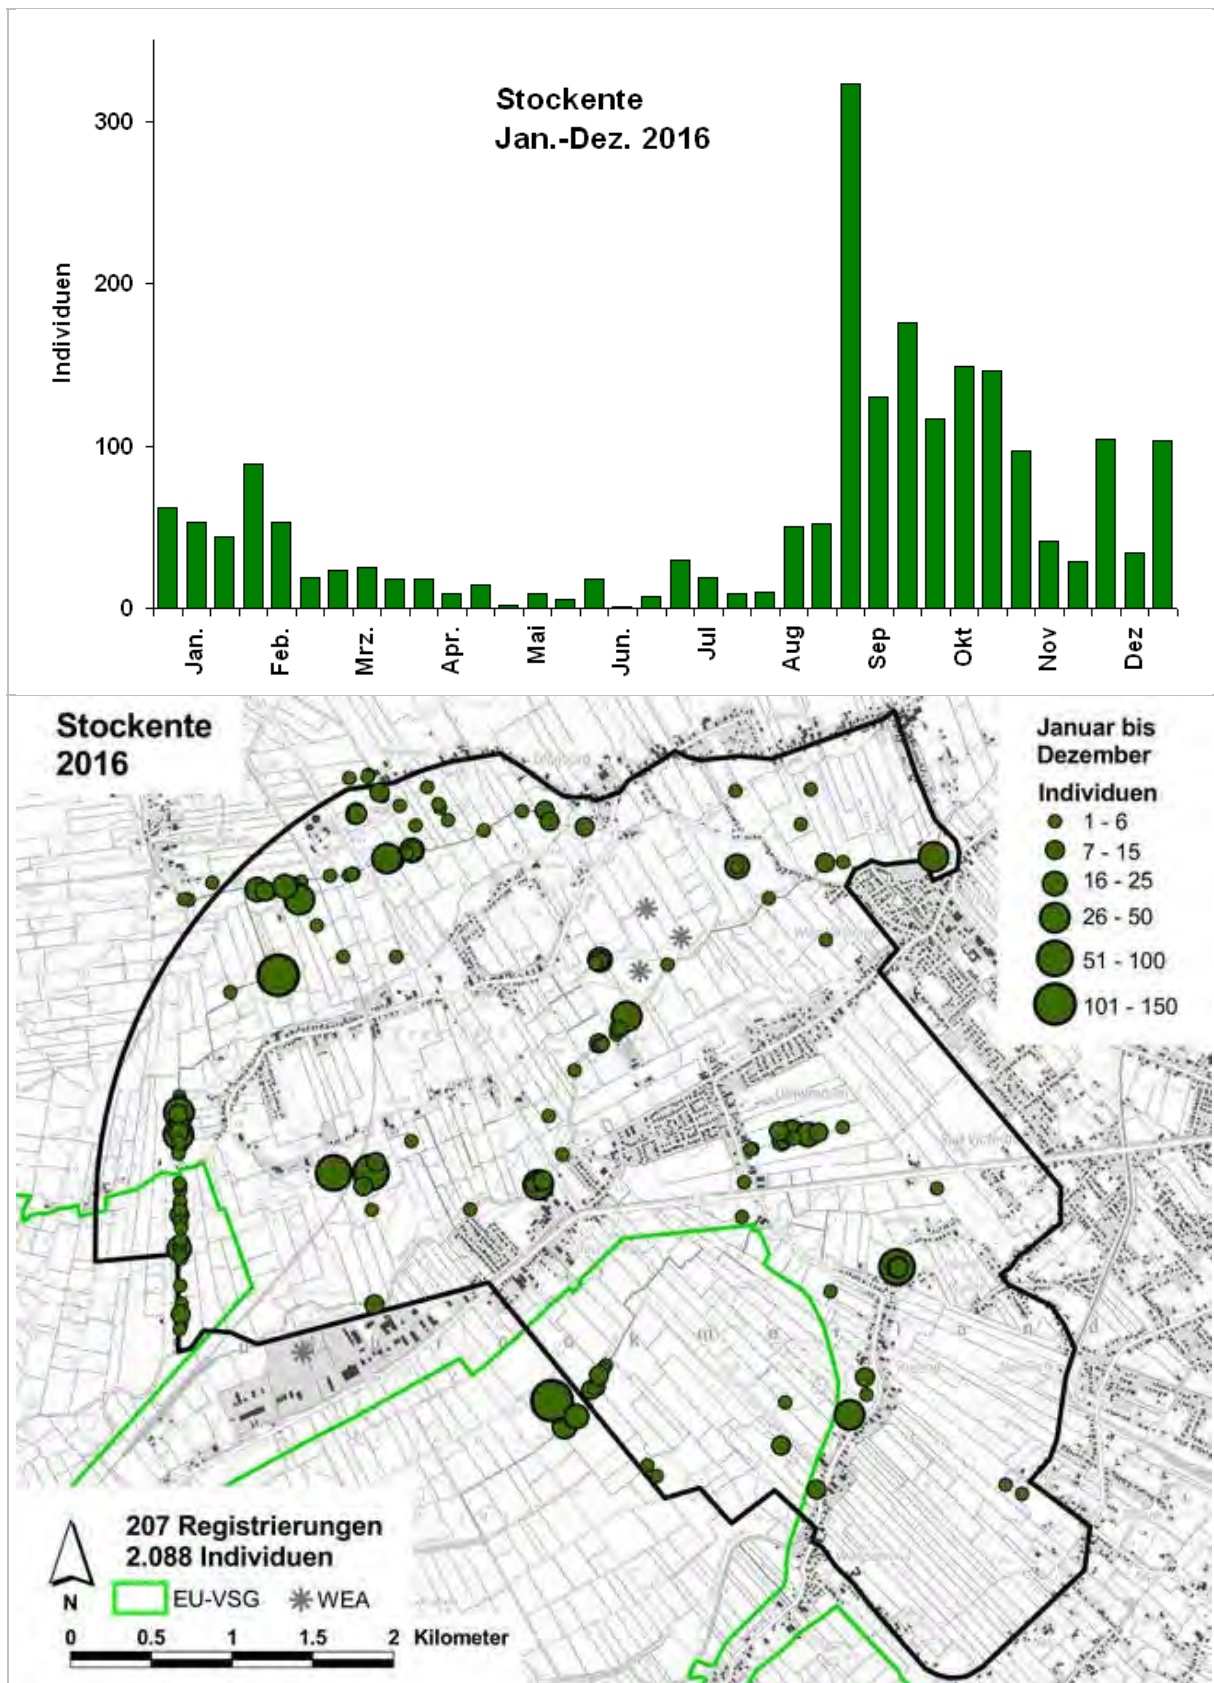 Stockente
Jan.-Dez. 2016
Individuen
300
200
100
0
Jan.
Feb.
Mrz.
Apr.
Mai
Jun.
Jul
Aug
Sep
Okt
Nov
Dez
Stockente
2016
Januar bis
Dezember
Individuen
1 - 6
7 - 15
16 - 25
26 - 50
51 - 100
101 - 150
207 Registrierungen
2.088 Individuen
N
EU-VSG
WEA
0 0.5 1 1.5 2 Kilometer